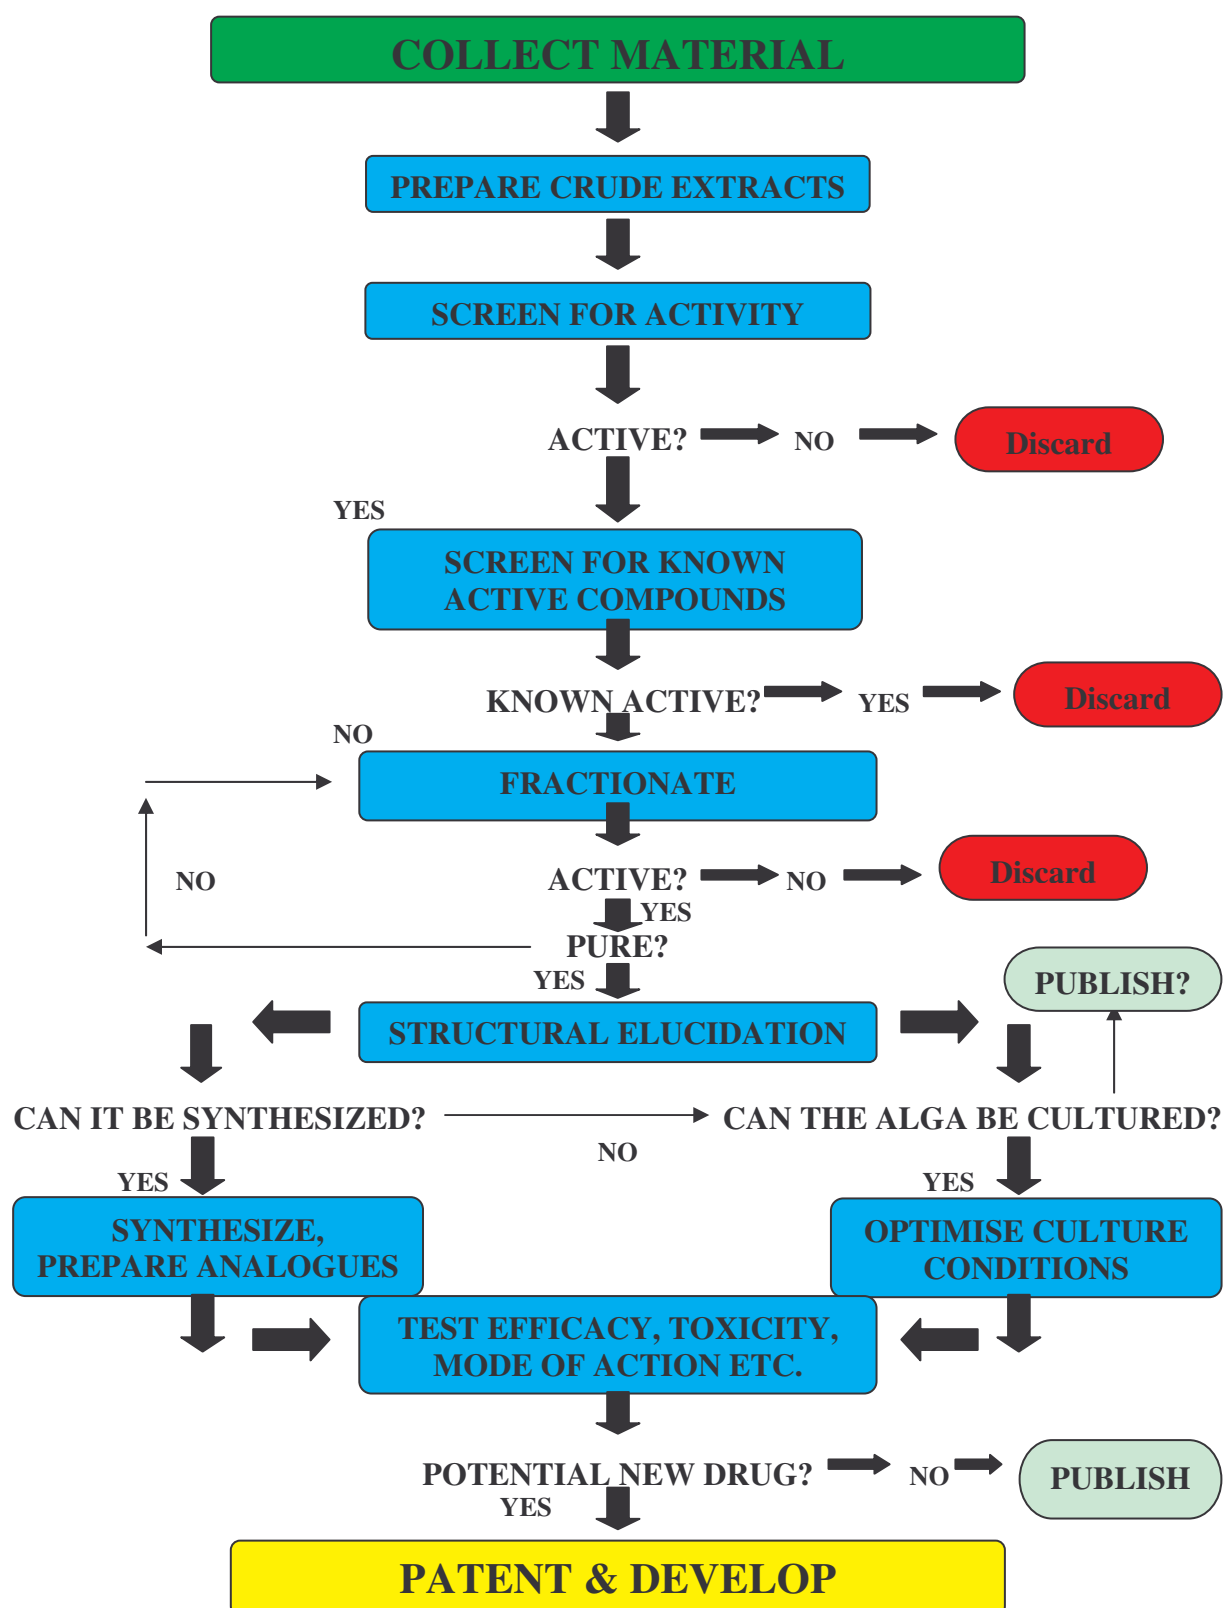 COLLECT MATERIAL
PREPARE CRUDE EXTRACTS
SCREEN FOR ACTIVITY
ACTIVE?
NO
Discard
YES
SCREEN FOR KNOWN
ACTIVE COMPOUNDS
KNOWN ACTIVE?
YES
Discard
NO
FRACTIONATE
NO
ACTIVE?
NO
Discard
YES
PURE?
YES
PUBLISH?
STRUCTURAL ELUCIDATION
CAN IT BE SYNTHESIZED?
NO
CAN THE ALGA BE CULTURED?
YES
YES
SYNTHESIZE,
PREPARE ANALOGUES
OPTIMISE CULTURE
CONDITIONS
TEST EFFICACY, TOXICITY,
MODE OF ACTION ETC.
POTENTIAL NEW DRUG?
NO
PUBLISH
YES
PATENT & DEVELOP